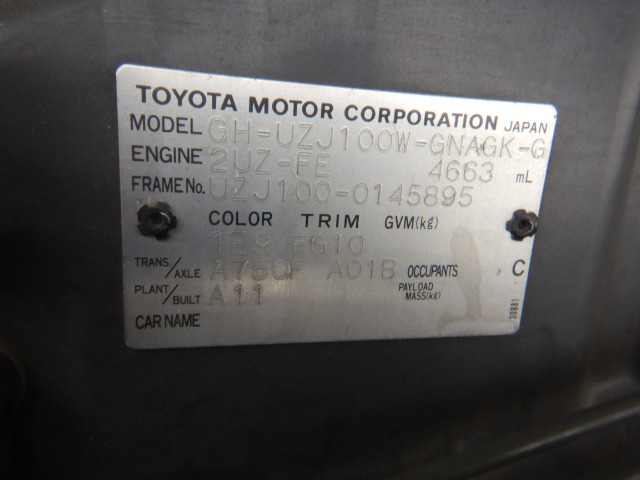 TOYOTA MOTOR CORPORATION JAPAN
MODEL GH-UZJ100W-GNAGK-G
ENGINE 2UZ-FE 4663 mL
FRAME No. UZJ100-0145895
COLOR TRIM GVM(kg)
1E9 FG10
TRANS/AXLE A750F A01B OCCUPANTS , C
PLANT/BUILT A11 PAYLOAD MASS(kg)
CAR NAME
30881